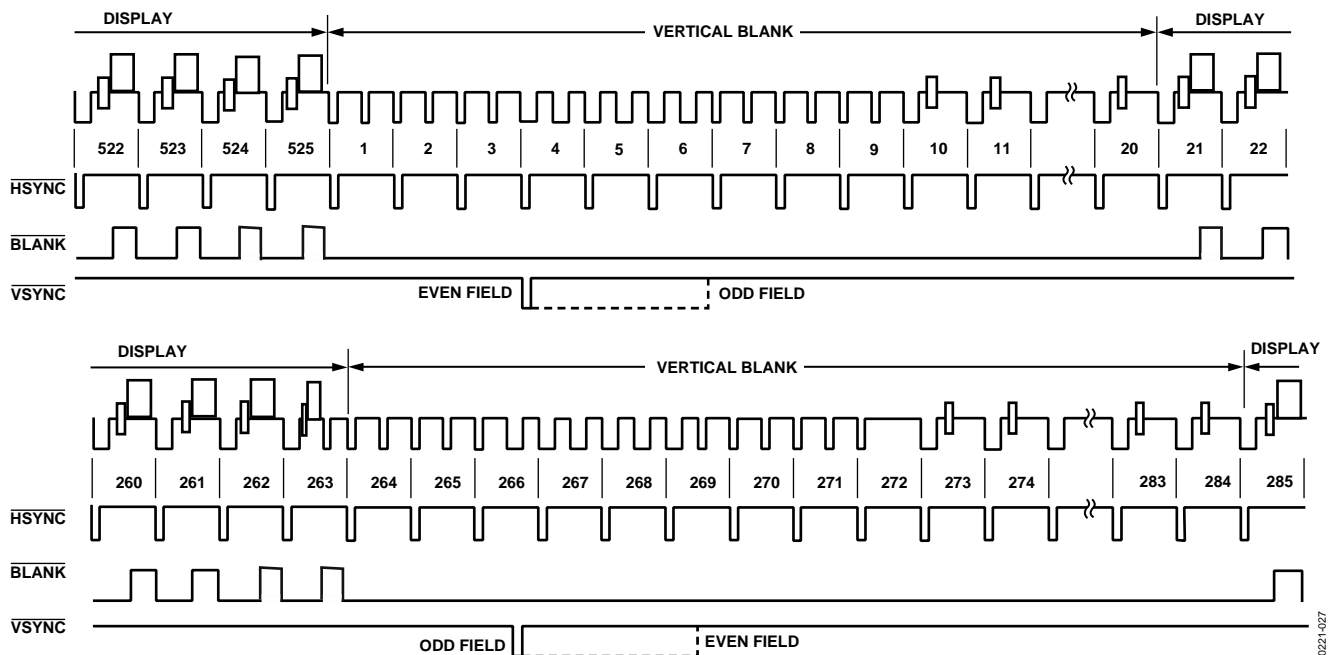 DISPLAY VERTICAL BLANK DISPLAY
522 523 524 525 1 2 3 4 5 6 7 8 9 10 11 20 21 22
HSYNC
BLANK
VSYNC
EVEN FIELD ODD FIELD
DISPLAY VERTICAL BLANK DISPLAY
260 261 262 263 264 265 266 267 268 269 270 271 272 273 274 283 284 285
HSYNC
BLANK
VSYNC
ODD FIELD EVEN FIELD
0221-027